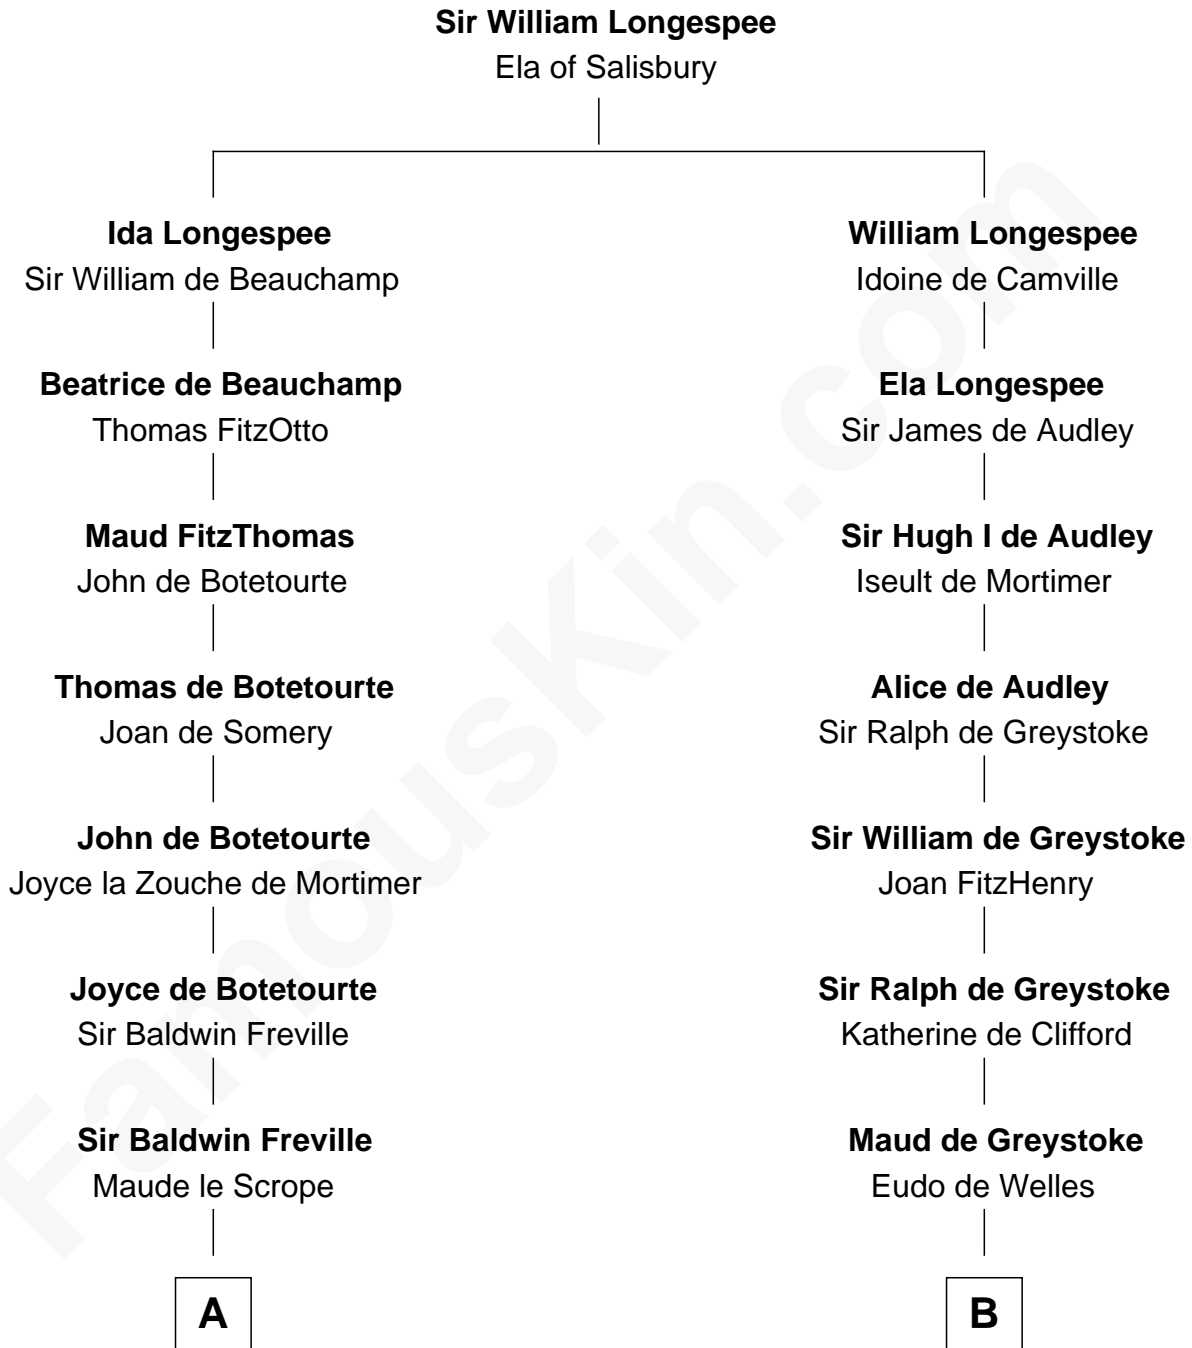 Sir William Longespee
Ela of Salisbury
Ida Longespee
Sir William de Beauchamp
William Longespee
Idoine de Camville
Beatrice de Beauchamp
Thomas FitzOtto
Ela Longespee
Sir James de Audley
Maud FitzThomas
John de Botetourte
Sir Hugh I de Audley
Iseult de Mortimer
Thomas de Botetourte
Joan de Somery
Alice de Audley
Sir Ralph de Greystoke
John de Botetourte
Joyce la Zouche de Mortimer
Sir William de Greystoke
Joan FitzHenry
Joyce de Botetourte
Sir Baldwin Freville
Sir Ralph de Greystoke
Katherine de Clifford
Sir Baldwin Freville
Maude le Scrope
Maud de Greystoke
Eudo de Welles
A
B
FamousKin.com